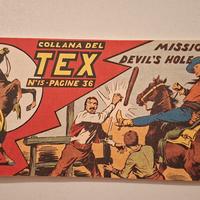 COLLANA DEL
TEX
N°15-PAGINE 36
MISSIO
DEVIL'S HOLE